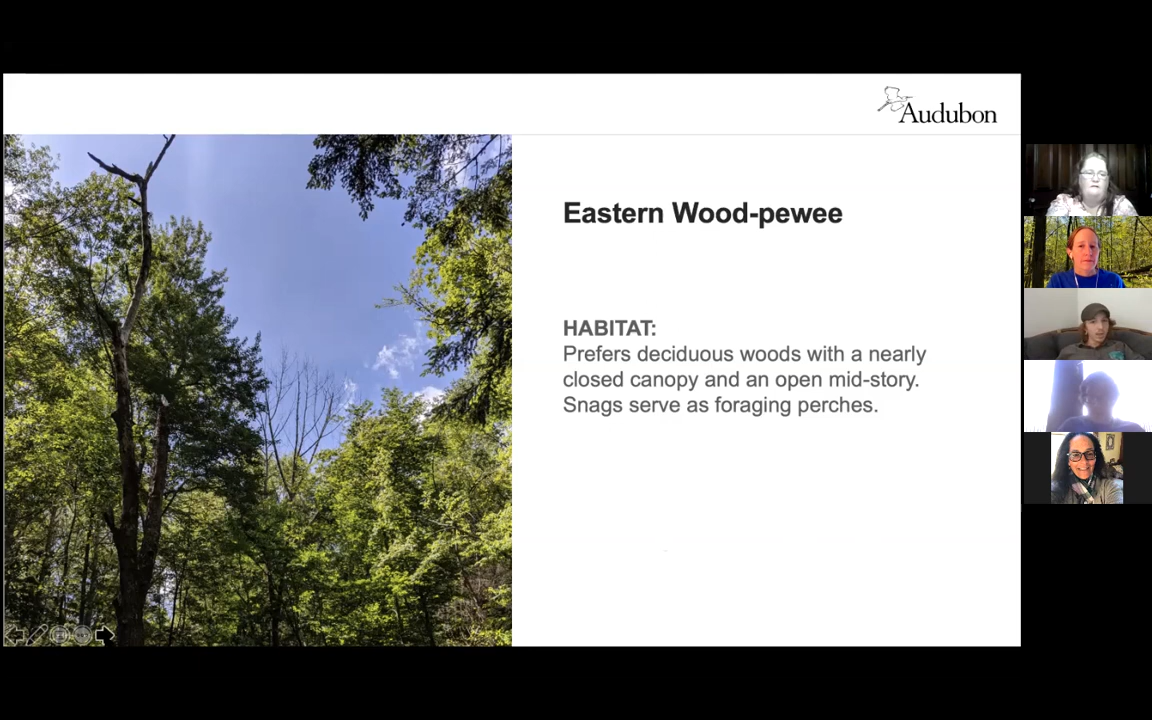 Audubon
Eastern Wood-pewee
HABITAT:
Prefers deciduous woods with a nearly
closed canopy and an open mid-story.
Snags serve as foraging perches.